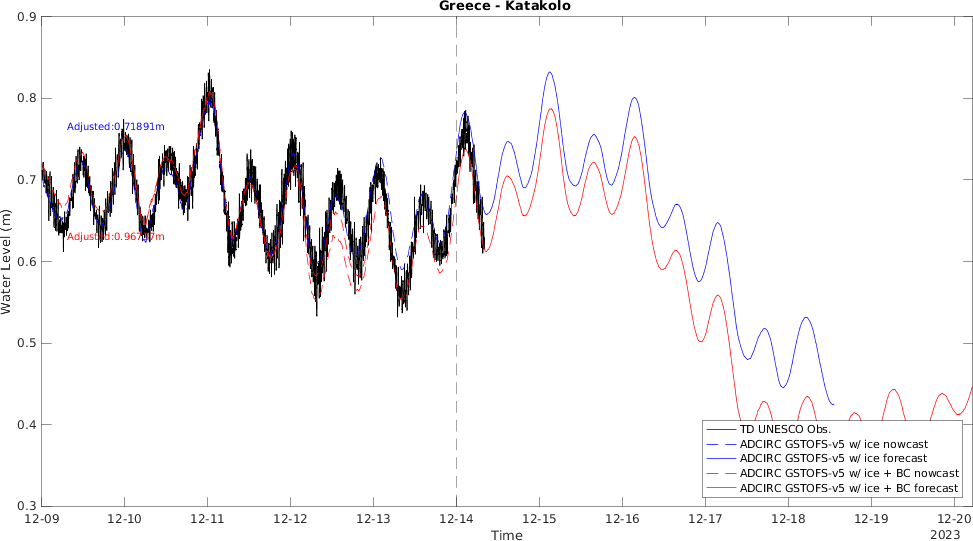 Greece - Katakolo
0.9
0.8
0.7
0.6
0.5
0.4
0.3
Water Level (m)
Adjusted:0.71891m
TD UNESCO Obs.
ADCIRC GSTOFS-v5 w/ ice nowcast
ADCIRC GSTOFS-v5 w/ ice forecast
ADCIRC GSTOFS-v5 w/ ice + BC nowcast
ADCIRC GSTOFS-v5 w/ ice + BC forecast
12-09 12-10 12-11 12-12 12-13 12-14 12-15 12-16 12-17 12-18 12-19 12-20
Time
2023